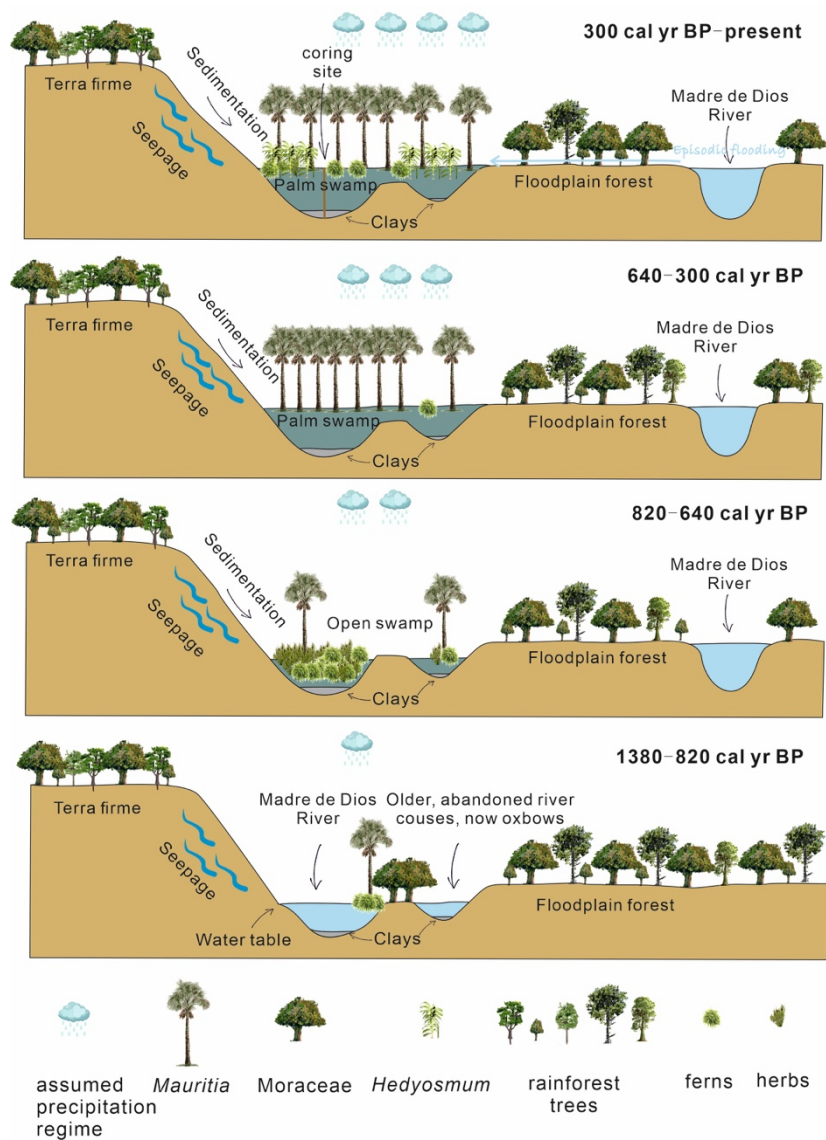 300 cal yr BP–present
coring
site
Terra firme
Sedimentation
Seepage
Madre de Dios
River
Episodic flooding
Palm swamp
Floodplain forest
Clays
640–300 cal yr BP
Terra firme
Sedimentation
Seepage
Madre de Dios
River
Palm swamp
Floodplain forest
Clays
820–640 cal yr BP
Terra firme
Sedimentation
Seepage
Madre de Dios
River
Open swamp
Floodplain forest
Clays
1380–820 cal yr BP
Terra firme
Seepage
Madre de Dios
River
Older, abandoned river
couses, now oxbows
Floodplain forest
Water table
Clays
assumed
precipitation
regime
Mauritia
Moraceae
Hedyosmum
rainforest
trees
ferns
herbs